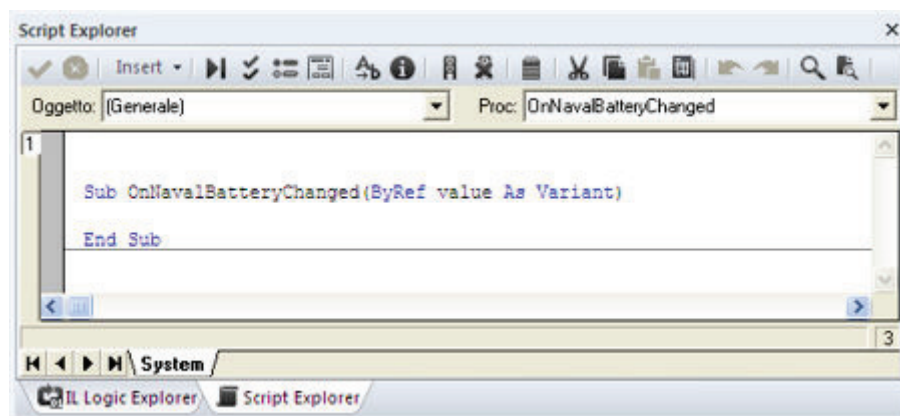 Script Explorer
Insert
Oggetto: (Generale) Proc: OnNavalBatteryChanged
1
Sub OnNavalBatteryChanged(ByRef value As Variant)
End Sub
3
System
IL Logic Explorer Script Explorer